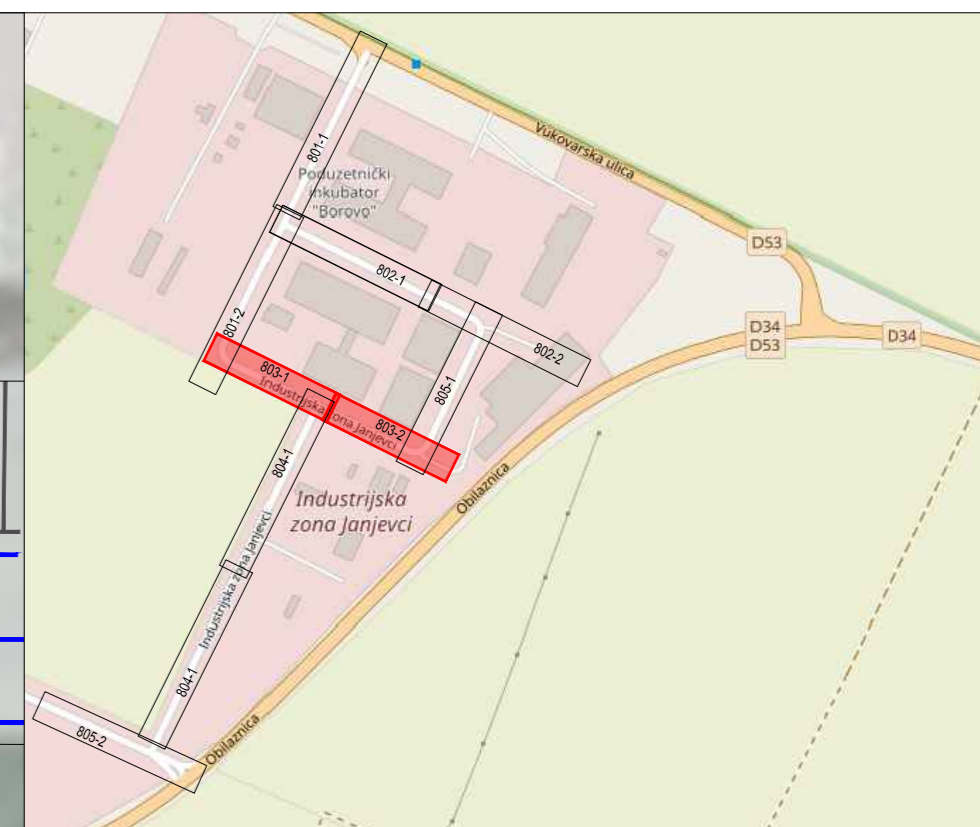 801-1
Vukovarska ulica
Poduzetnički
inkubator
"Borovo"
D53
802-1
801-2
D34
D53
D34
802-2
803-1
805-1
Industrijska zona Janjevci
803-2
804-1
Industrijska
zona Janjevci
Obilaznica
Industrijska zona Janjevci
804-1
805-2
Obilaznica